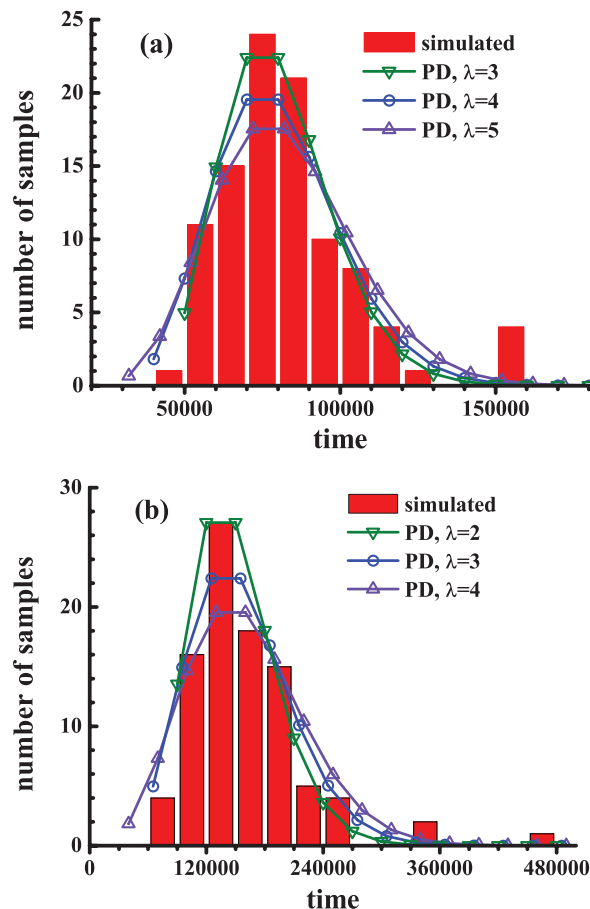 (a)
simulated
PD, λ=3
PD, λ=4
PD, λ=5
25
20
15
10
5
0
number of samples
50000 100000 150000
time
(b)
simulated
PD, λ=2
PD, λ=3
PD, λ=4
30
20
10
0
number of samples
0 120000 240000 360000 480000
time